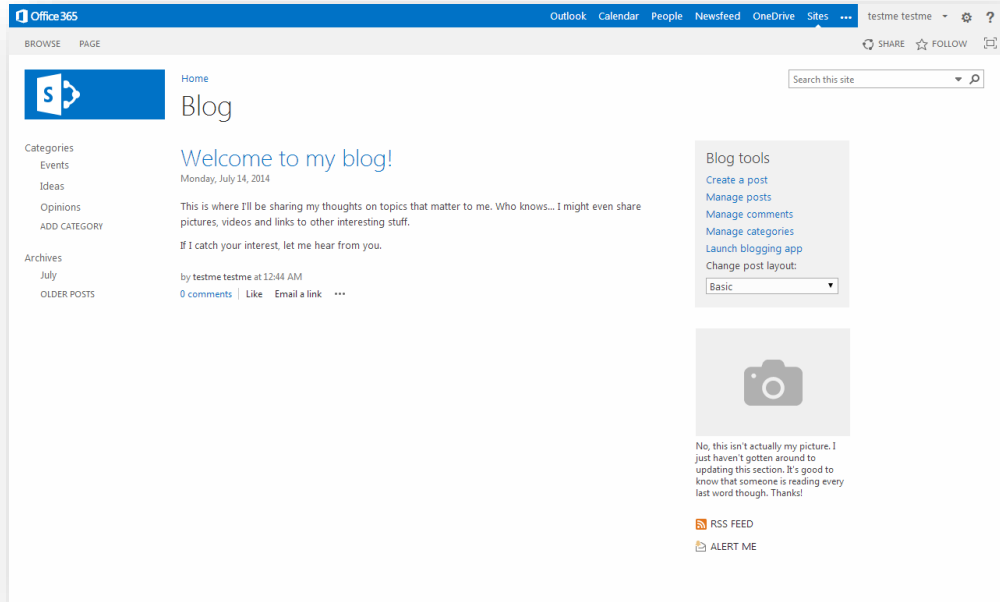 Office 365 Outlook Calendar People Newsfeed OneDrive Sites ... testme testme ?
BROWSE PAGE SHARE FOLLOW
S
Home
Search this site
Blog
Categories
Events
Ideas
Opinions
ADD CATEGORY
Archives
July
OLDER POSTS
Welcome to my blog!
Monday, July 14, 2014
This is where I'll be sharing my thoughts on topics that matter to me. Who knows... I might even share
pictures, videos and links to other interesting stuff.
If I catch your interest, let me hear from you.
by testme testme at 12:44 AM
0 comments Like Email a link ...
Blog tools
Create a post
Manage posts
Manage comments
Manage categories
Launch blogging app
Change post layout:
Basic
No, this isn't actually my picture. I
just haven't gotten around to
updating this section. It's good to
know that someone is reading every
last word though. Thanks!
RSS FEED
ALERT ME